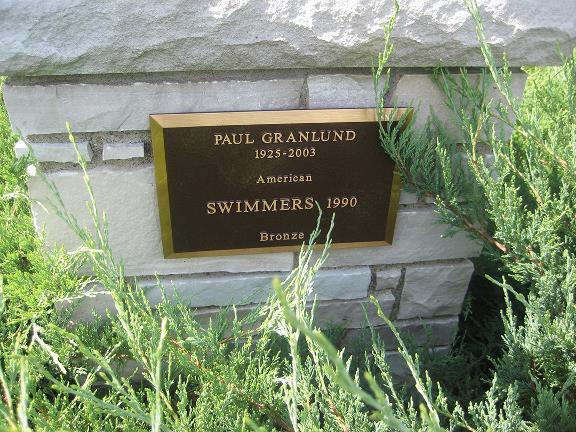 PAUL GRANLUND
1925-2003
American
SWIMMERS, 1990
Bronze